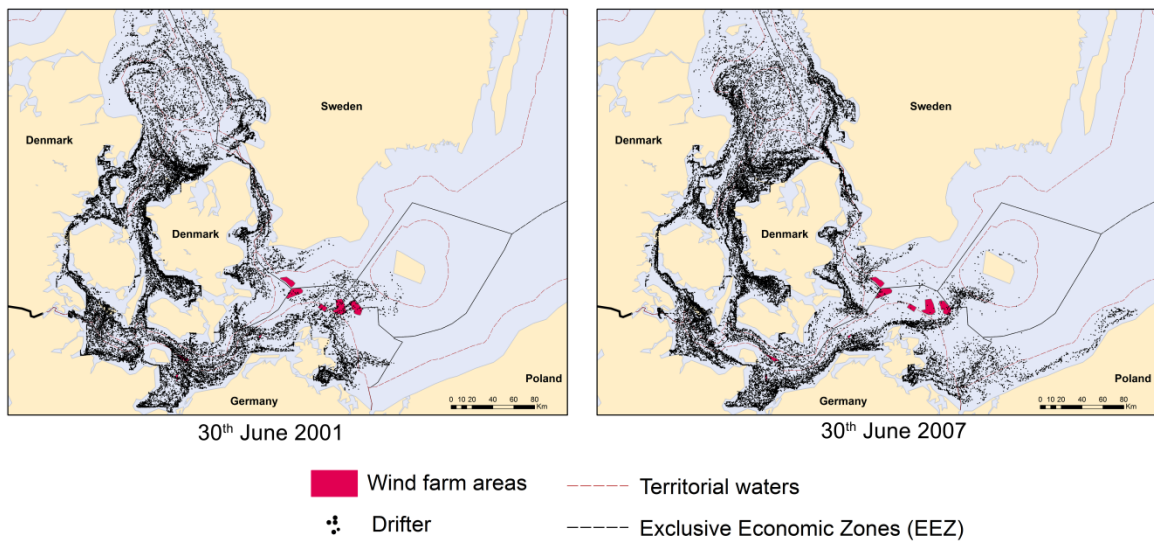 Sweden
Denmark
Denmark
Germany
Poland
0 10 20 40 60 80
Km
30th June 2001
Sweden
Denmark
Denmark
Germany
Poland
0 10 20 40 60 80
Km
30th June 2007
Wind farm areas
Territorial waters
Drifter
Exclusive Economic Zones (EEZ)